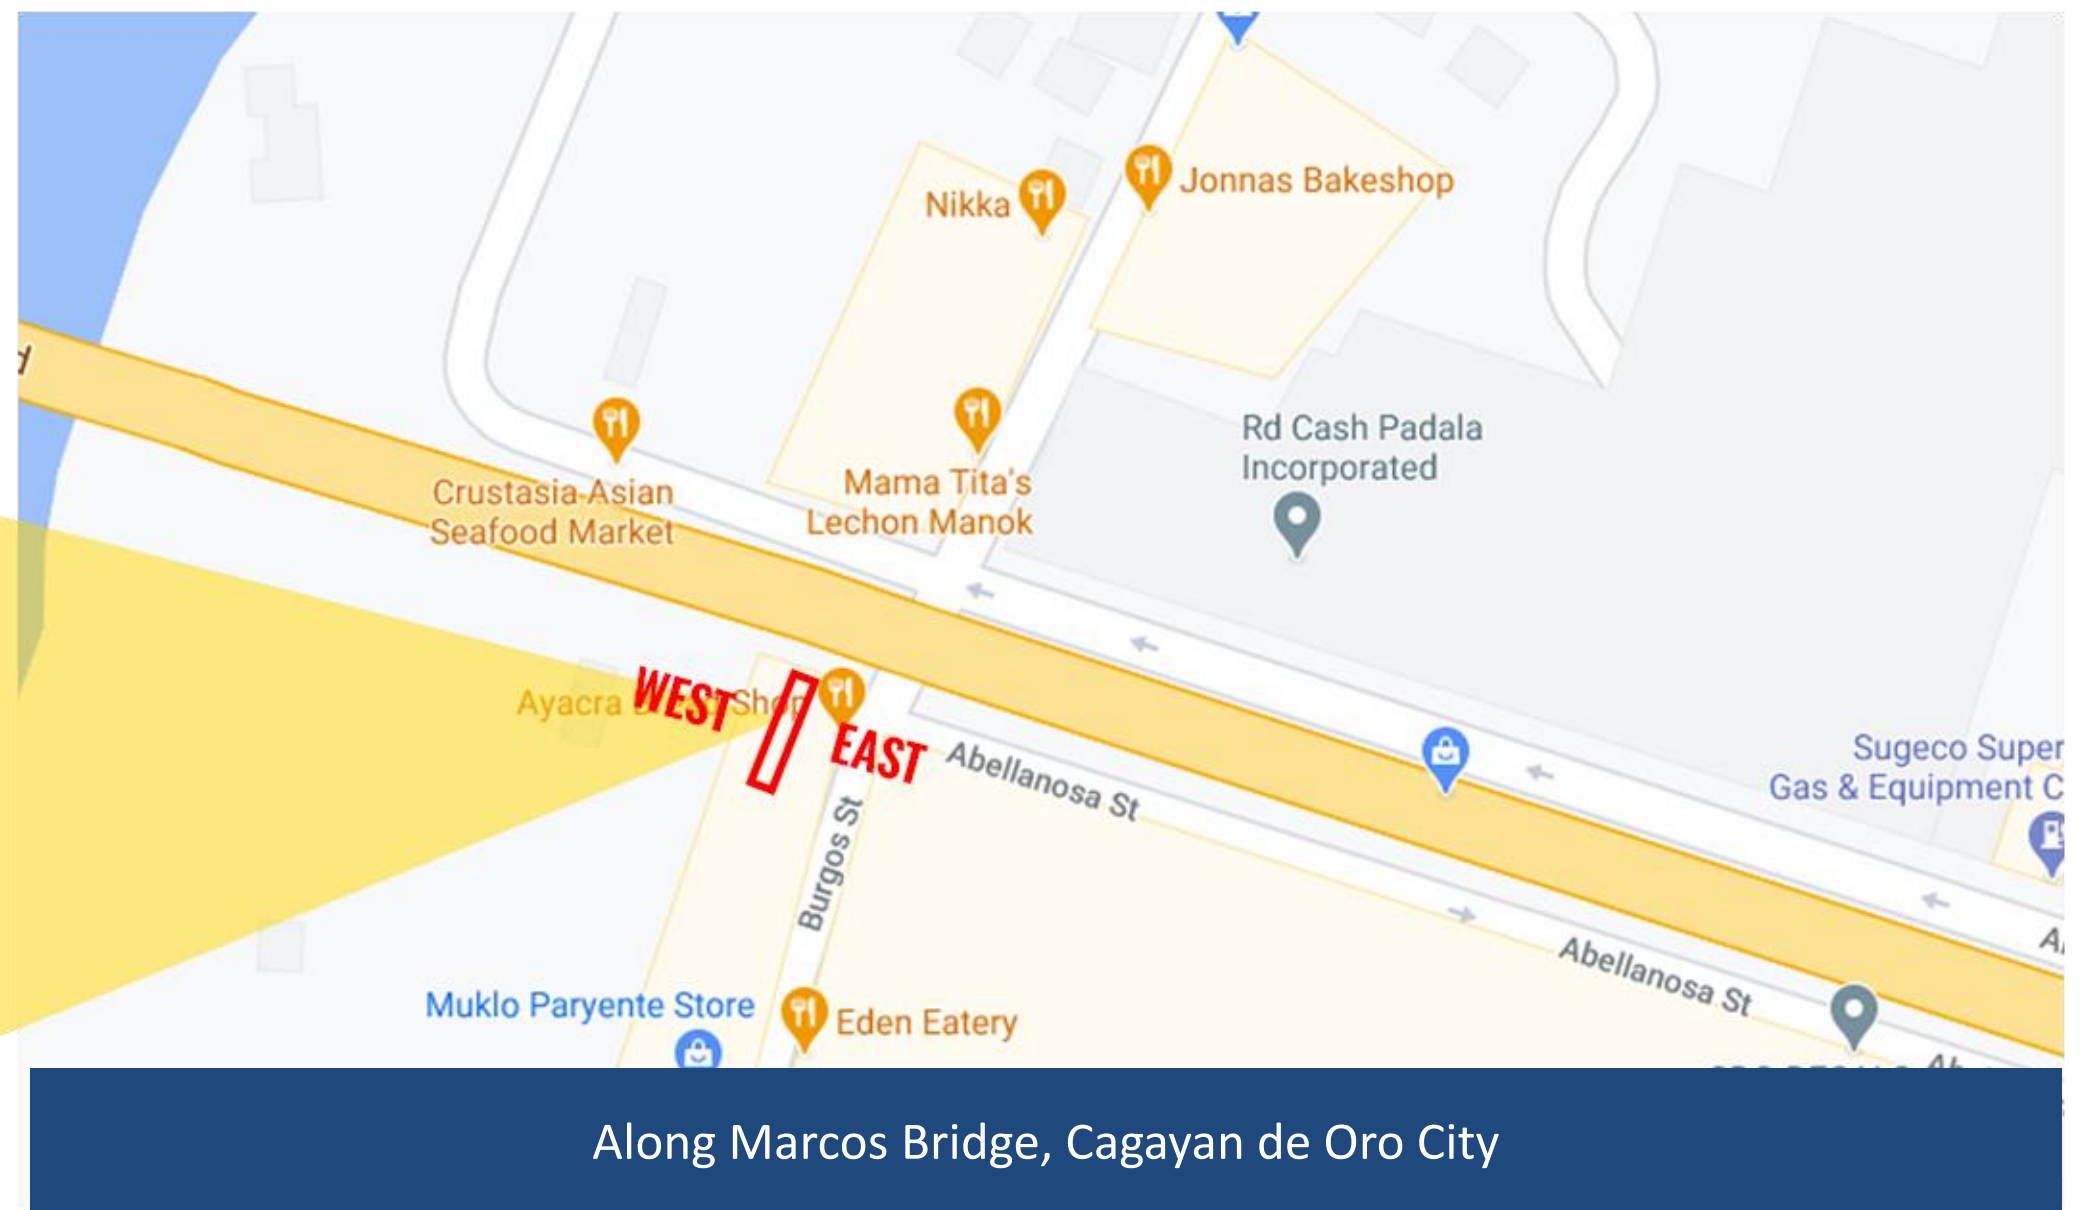 Jonnas Bakeshop
Nikka
d
Rd Cash Padala
Incorporated
Mama Tita's
Lechon Manok
Crustasia Asian
Seafood Market
WEST
Ayacra
Shop
EAST
Abellanosa St
Sugeco Super
Gas & Equipment C
Burgos St
Abellanosa St
Muklo Paryente Store
Eden Eatery
Along Marcos Bridge, Cagayan de Oro City